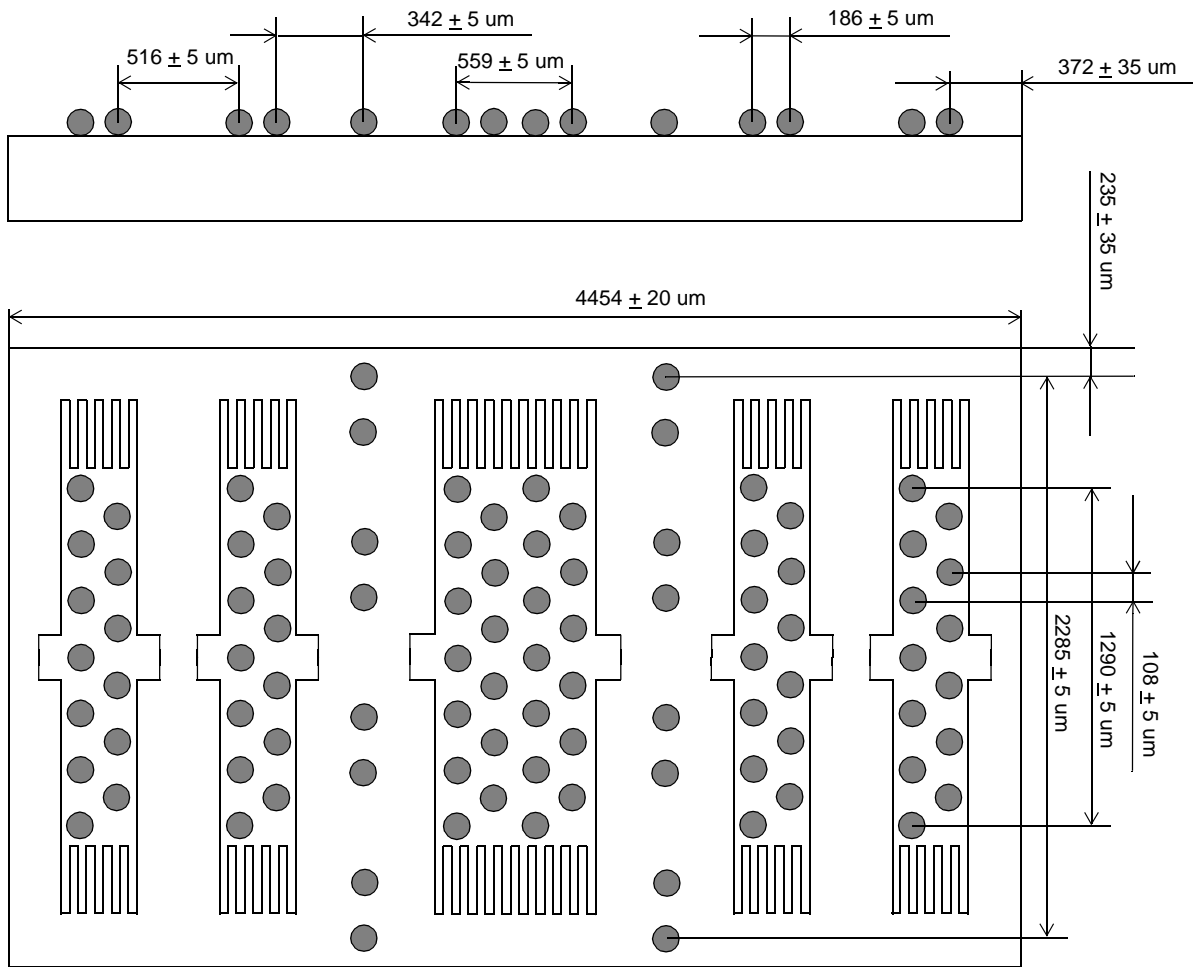 342 ± 5 um
186 ± 5 um
516 ± 5 um
559 ± 5 um
372 ± 35 um
235 ± 35 um
4454 ± 20 um
2285 ± 5 um
1290 ± 5 um
108 ± 5 um